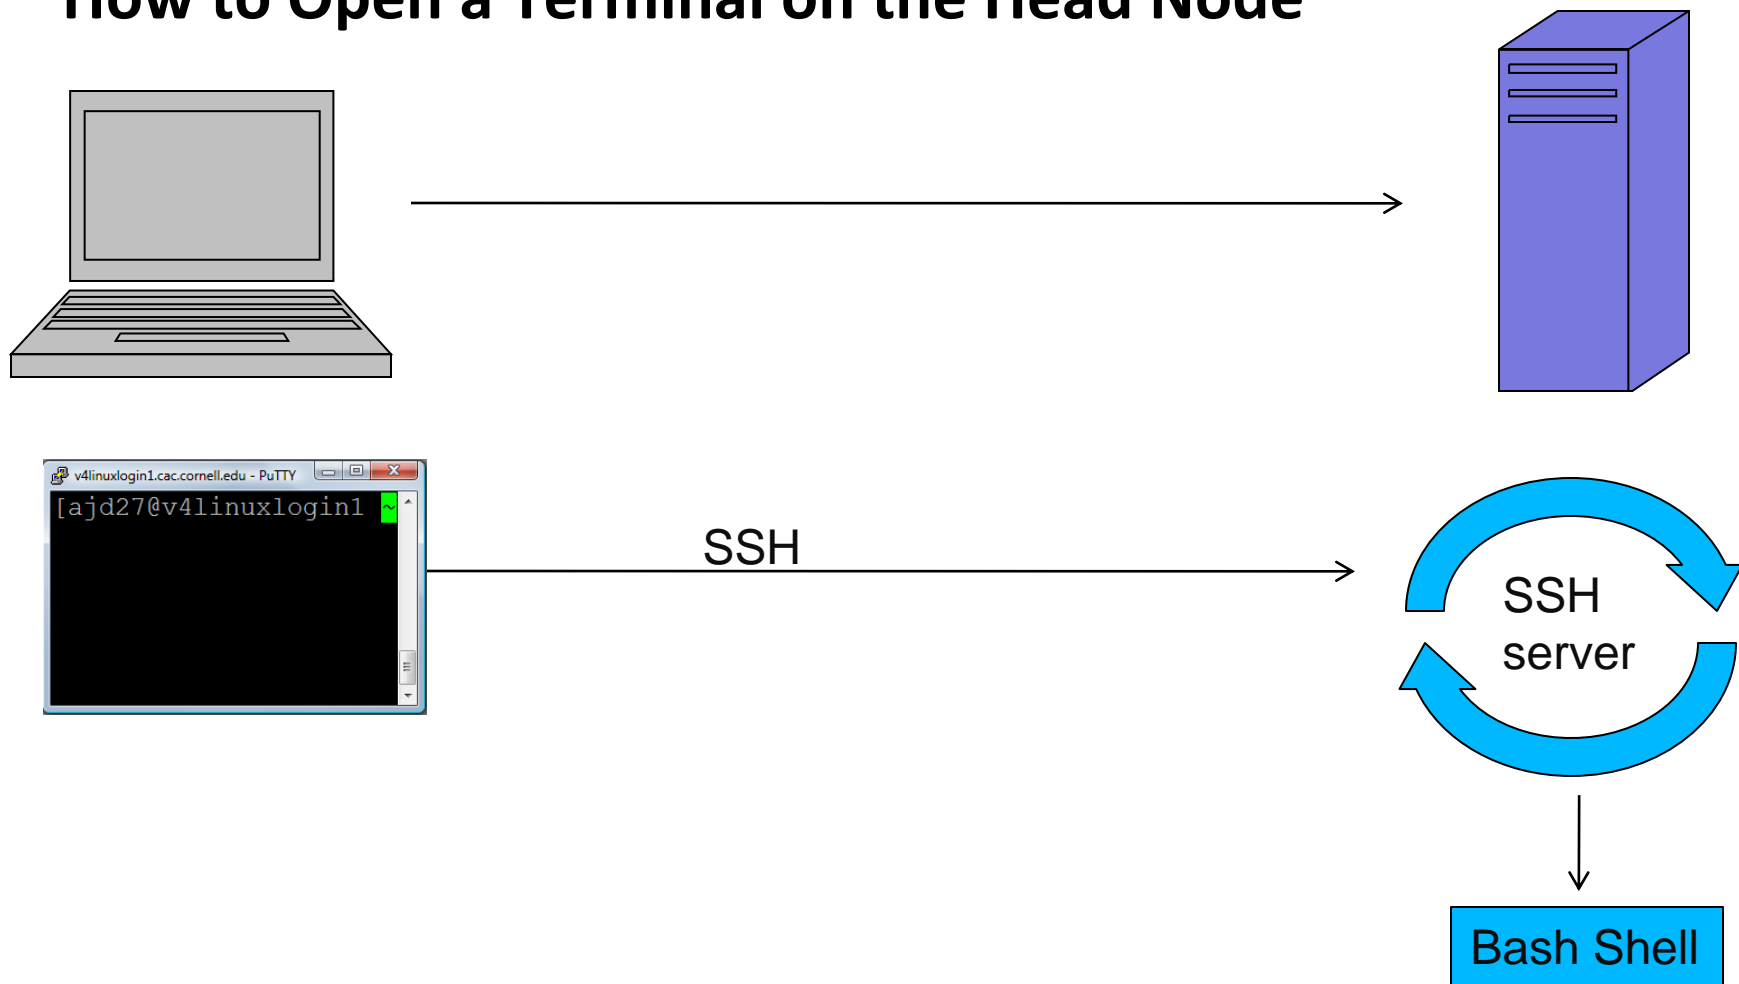 How to Open a Terminal on the Head Node
v4linuxlogin1.cac.cornell.edu - PuTTY
[ajd27@v4linuxlogin1 ~
SSH
SSH
server
Bash Shell